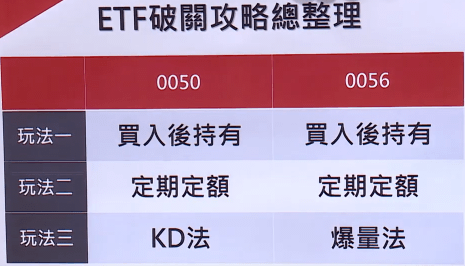 ETF破關攻略總整理
0050 0056
玩法一 買入後持有 買入後持有
玩法二 定期定額 定期定額
玩法三 KD法 爆量法